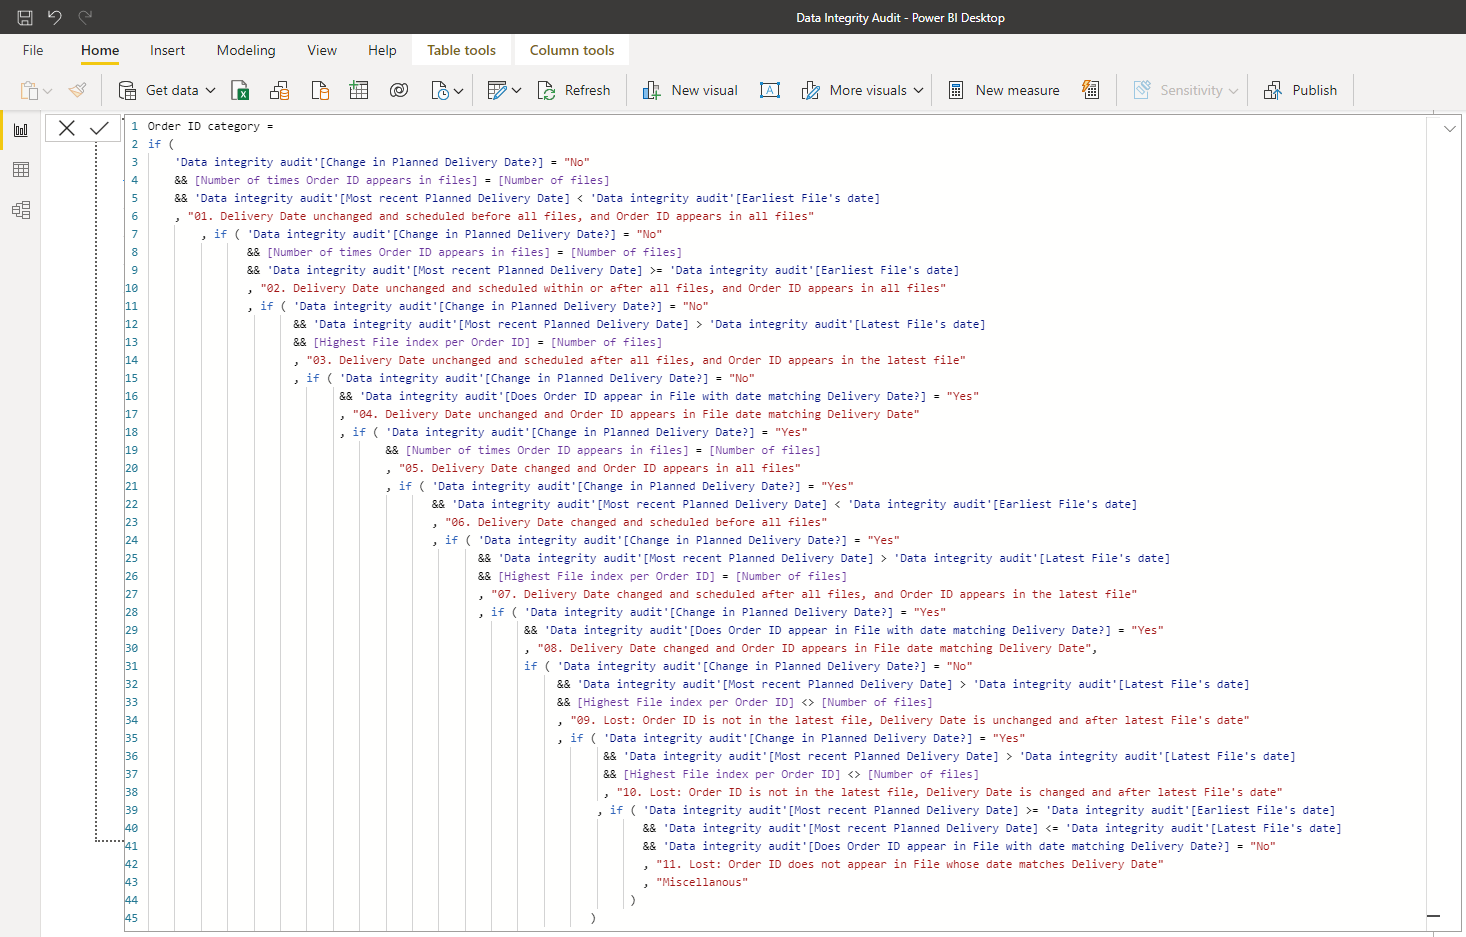 Data Integrity Audit - Power BI Desktop
File Home Insert Modeling View Help Table tools Column tools
Get data Refresh New visual A More visuals New measure Sensitivity Publish
1 Order ID category =
2 if (
3 'Data integrity audit'[Change in Planned Delivery Date?] = "No"
4 && [Number of times Order ID appears in files] = [Number of files]
5 && 'Data integrity audit'[Most recent Planned Delivery Date] < 'Data integrity audit'[Earliest File's date]
6 , "01. Delivery Date unchanged and scheduled before all files, and Order ID appears in all files"
7 , if ( 'Data integrity audit'[Change in Planned Delivery Date?] = "No"
8 && [Number of times Order ID appears in files] = [Number of files]
9 && 'Data integrity audit'[Most recent Planned Delivery Date] >= 'Data integrity audit'[Earliest File's date]
10 , "02. Delivery Date unchanged and scheduled within or after all files, and Order ID appears in all files"
11 , if ( 'Data integrity audit'[Change in Planned Delivery Date?] = "No"
12 && 'Data integrity audit'[Most recent Planned Delivery Date] > 'Data integrity audit'[Latest File's date]
13 && [Highest File index per Order ID] = [Number of files]
14 , "03. Delivery Date unchanged and scheduled after all files, and Order ID appears in the latest file"
15 , if ( 'Data integrity audit'[Change in Planned Delivery Date?] = "No"
16 && 'Data integrity audit'[Does Order ID appear in File with date matching Delivery Date?] = "Yes"
17 , "04. Delivery Date unchanged and Order ID appears in File date matching Delivery Date"
18 , if ( 'Data integrity audit'[Change in Planned Delivery Date?] = "Yes"
19 && [Number of times Order ID appears in files] = [Number of files]
20 , "05. Delivery Date changed and Order ID appears in all files"
21 , if ( 'Data integrity audit'[Change in Planned Delivery Date?] = "Yes"
22 && 'Data integrity audit'[Most recent Planned Delivery Date] < 'Data integrity audit'[Earliest File's date]
23 , "06. Delivery Date changed and scheduled before all files"
24 , if ( 'Data integrity audit'[Change in Planned Delivery Date?] = "Yes"
25 && 'Data integrity audit'[Most recent Planned Delivery Date] > 'Data integrity audit'[Latest File's date]
26 && [Highest File index per Order ID] = [Number of files]
27 , "07. Delivery Date changed and scheduled after all files, and Order ID appears in the latest file"
28 , if ( 'Data integrity audit'[Change in Planned Delivery Date?] = "Yes"
29 && 'Data integrity audit'[Does Order ID appear in File with date matching Delivery Date?] = "Yes"
30 , "08. Delivery Date changed and Order ID appears in File date matching Delivery Date",
31 if ( 'Data integrity audit'[Change in Planned Delivery Date?] = "No"
32 && 'Data integrity audit'[Most recent Planned Delivery Date] > 'Data integrity audit'[Latest File's date]
33 && [Highest File index per Order ID] <> [Number of files]
34 , "09. Lost: Order ID is not in the latest file, Delivery Date is unchanged and after latest File's date"
35 , if ( 'Data integrity audit'[Change in Planned Delivery Date?] = "Yes"
36 && 'Data integrity audit'[Most recent Planned Delivery Date] > 'Data integrity audit'[Latest File's date]
37 && [Highest File index per Order ID] <> [Number of files]
38 , "10. Lost: Order ID is not in the latest file, Delivery Date is changed and after latest File's date"
39 , if ( 'Data integrity audit'[Most recent Planned Delivery Date] >= 'Data integrity audit'[Earliest File's date]
40 && 'Data integrity audit'[Most recent Planned Delivery Date] <= 'Data integrity audit'[Latest File's date]
41 && 'Data integrity audit'[Does Order ID appear in File with date matching Delivery Date?] = "No"
42 , "11. Lost: Order ID does not appear in File whose date matches Delivery Date"
43 , "Miscellanous"
44 )
45 )